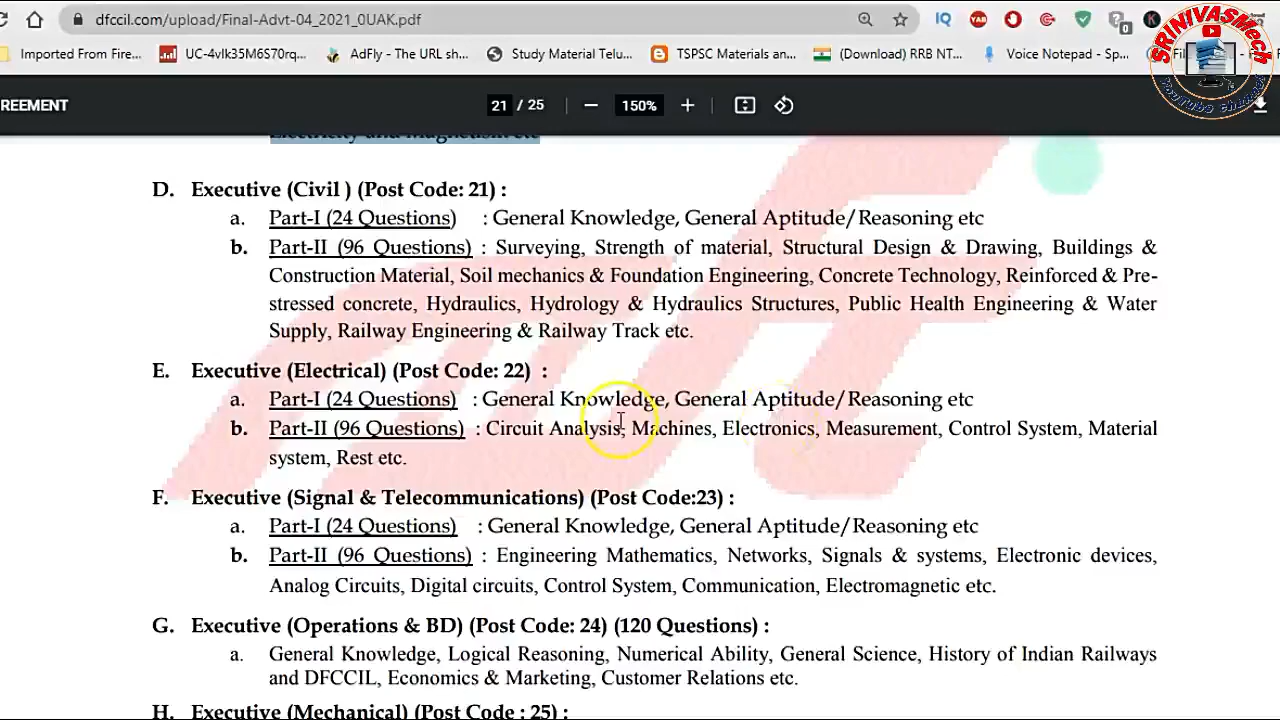 dfccil.com/upload/Final-Advt-04_2021_0UAK.pdf
Imported From Fire... UC-4vlk35M6S70rq... AdFly - The URL sh... Study Material Telu... TSPSC Materials an... (Download) RRB NT... Voice Notepad - Sp...
SRINIVASMech
YouTube Channel
REEMENT 21 / 25 150%
Electricity and Magnetism etc
D. Executive (Civil ) (Post Code: 21) :
a. Part-I (24 Questions) : General Knowledge, General Aptitude/Reasoning etc
b. Part-II (96 Questions) : Surveying, Strength of material, Structural Design & Drawing, Buildings &
Construction Material, Soil mechanics & Foundation Engineering, Concrete Technology, Reinforced & Pre-
stressed concrete, Hydraulics, Hydrology & Hydraulics Structures, Public Health Engineering & Water
Supply, Railway Engineering & Railway Track etc.
E. Executive (Electrical) (Post Code: 22) :
a. Part-I (24 Questions) : General Knowledge, General Aptitude/Reasoning etc
b. Part-II (96 Questions) : Circuit Analysis, Machines, Electronics, Measurement, Control System, Material
system, Rest etc.
F. Executive (Signal & Telecommunications) (Post Code:23) :
a. Part-I (24 Questions) : General Knowledge, General Aptitude/Reasoning etc
b. Part-II (96 Questions) : Engineering Mathematics, Networks, Signals & systems, Electronic devices,
Analog Circuits, Digital circuits, Control System, Communication, Electromagnetic etc.
G. Executive (Operations & BD) (Post Code: 24) (120 Questions) :
a. General Knowledge, Logical Reasoning, Numerical Ability, General Science, History of Indian Railways
and DFCCIL, Economics & Marketing, Customer Relations etc.
H. Executive (Mechanical) (Post Code : 25) :